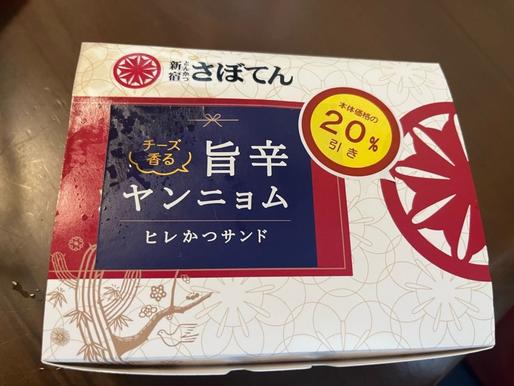 とんかつ
新宿
さぼてん
本体価格の
20%
引き
チーズ
香る
旨辛
ヤンニョム
ヒレかつサンド